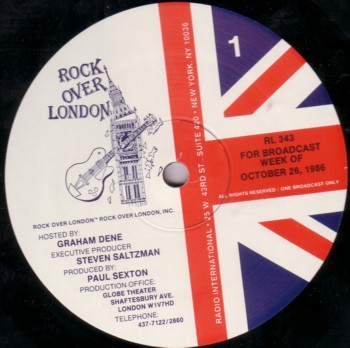 ROCK
OVER
LONDON
1
RL 343
FOR BROADCAST
WEEK OF
OCTOBER 26, 1986
ALL RIGHTS RESERVED : ONE BROADCAST ONLY
RADIO INTERNATIONAL • 25 W. 43RD ST., SUITE 420 • NEW YORK, NY 10036
ROCK OVER LONDON™ ROCK OVER LONDON, INC.
HOSTED BY:
GRAHAM DENE
EXECUTIVE PRODUCER
STEVEN SALTZMAN
PRODUCED BY:
PAUL SEXTON
PRODUCTION OFFICE:
GLOBE THEATER
SHAFTESBURY AVE.
LONDON W1V7HD
TELEPHONE:
437-7122/2860